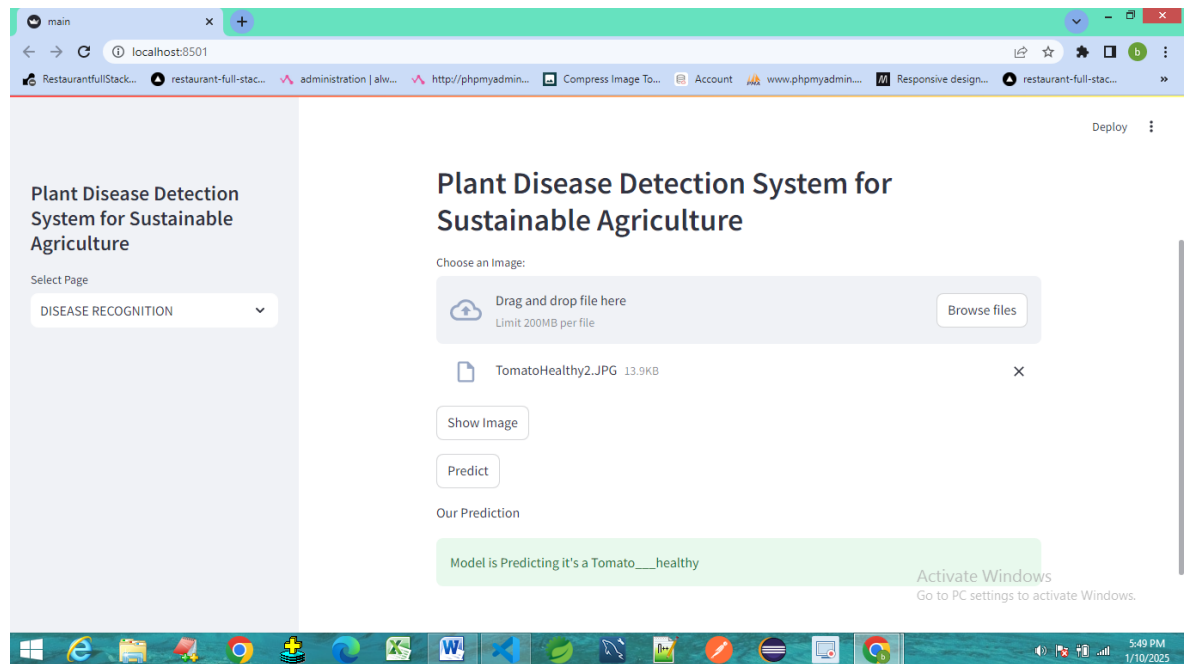 main
localhost:8501
RestaurantfullStack...
restaurant-full-stac...
administration | alw...
http://phpmyadmin...
Compress Image To...
Account
www.phpmyadmin....
Responsive design...
restaurant-full-stac...
»
b
Deploy
Plant Disease Detection
System for Sustainable
Agriculture
Select Page
DISEASE RECOGNITION
Plant Disease Detection System for
Sustainable Agriculture
Choose an Image:
Drag and drop file here
Limit 200MB per file
Browse files
TomatoHealthy2.JPG 13.9KB
Show Image
Predict
Our Prediction
Model is Predicting it's a Tomato___healthy
Activate Windows
Go to PC settings to activate Windows.
5:49 PM
1/10/2025